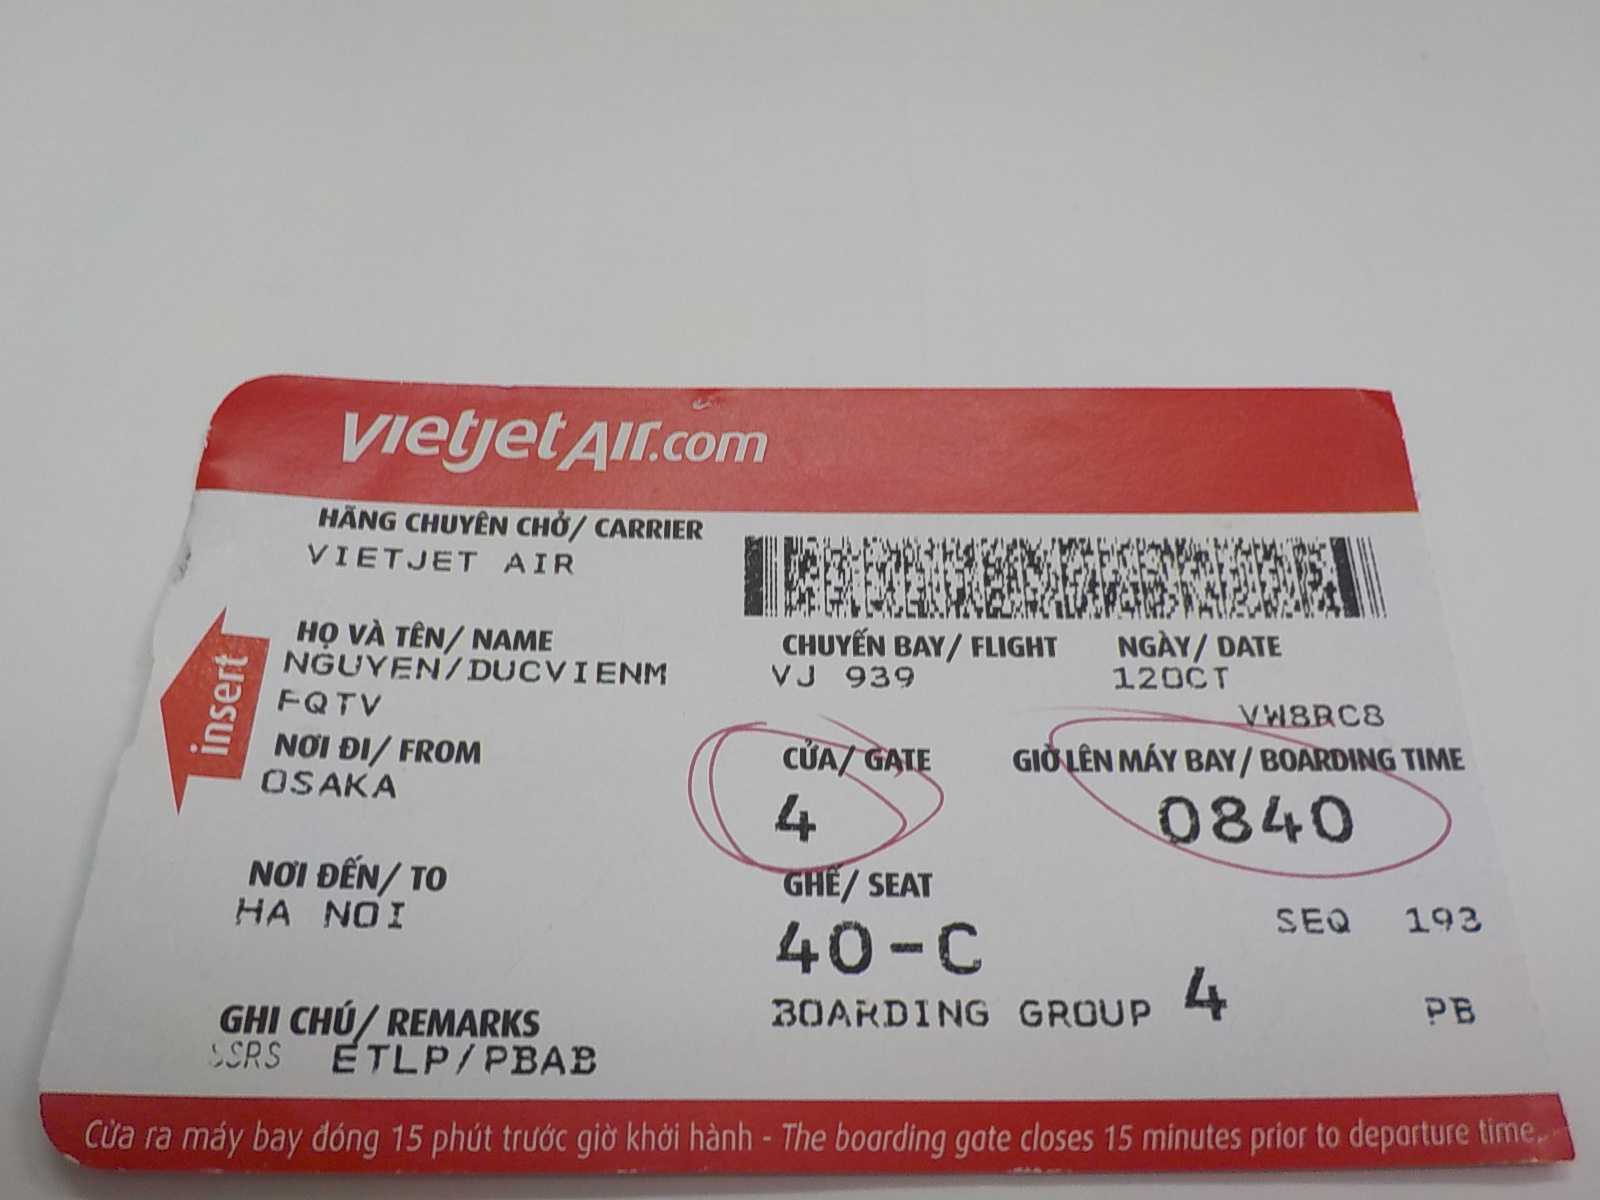 vietjetAir.com
HÃNG CHUYÊN CHỞ/ CARRIER
VIETJET AIR
HỌ VÀ TÊN/ NAME
NGUYEN/DUCVIENM
FQTV
CHUYẾN BAY/ FLIGHT
VJ 939
NGÀY/ DATE
12OCT
VW8RC8
insert
NƠI ĐI/ FROM
OSAKA
CỬA/ GATE
4
GIỜ LÊN MÁY BAY/ BOARDING TIME
0840
NƠI ĐẾN/ TO
HA NOI
GHẾ/ SEAT
40-C
SEQ 193
BOARDING GROUP 4
PB
GHI CHÚ/ REMARKS
SSRS ETLP/PBAB
Cửa ra máy bay đóng 15 phút trước giờ khởi hành - The boarding gate closes 15 minutes prior to departure time.